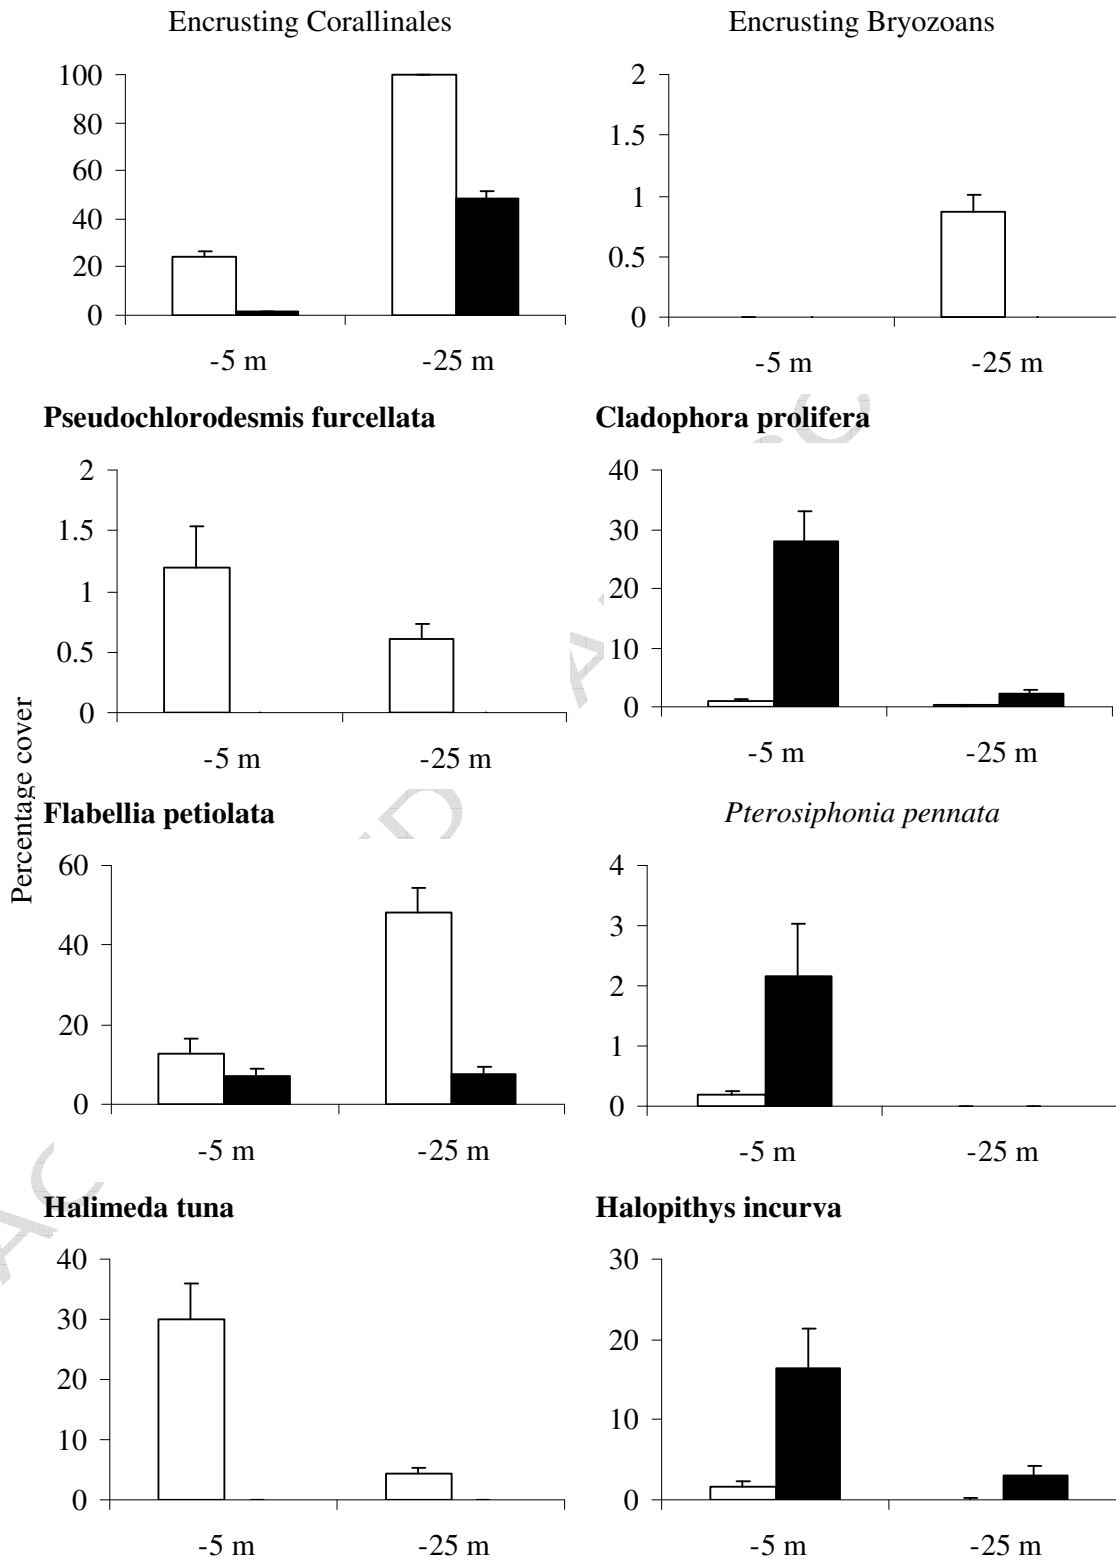 Encrusting Corallinales
100
80
60
40
20
0
-5 m
-25 m
Encrusting Bryozoans
2
1.5
1
0.5
0
-5 m
-25 m
Percentage cover
Pseudochlorodesmis furcellata
2
1.5
1
0.5
0
-5 m
-25 m
Cladophora prolifera
40
30
20
10
0
-5 m
-25 m
Flabellia petiolata
60
40
20
0
-5 m
-25 m
Pterosiphonia pennata
4
3
2
1
0
-5 m
-25 m
Halimeda tuna
40
30
20
10
0
-5 m
-25 m
Halopithys incurva
30
20
10
0
-5 m
-25 m